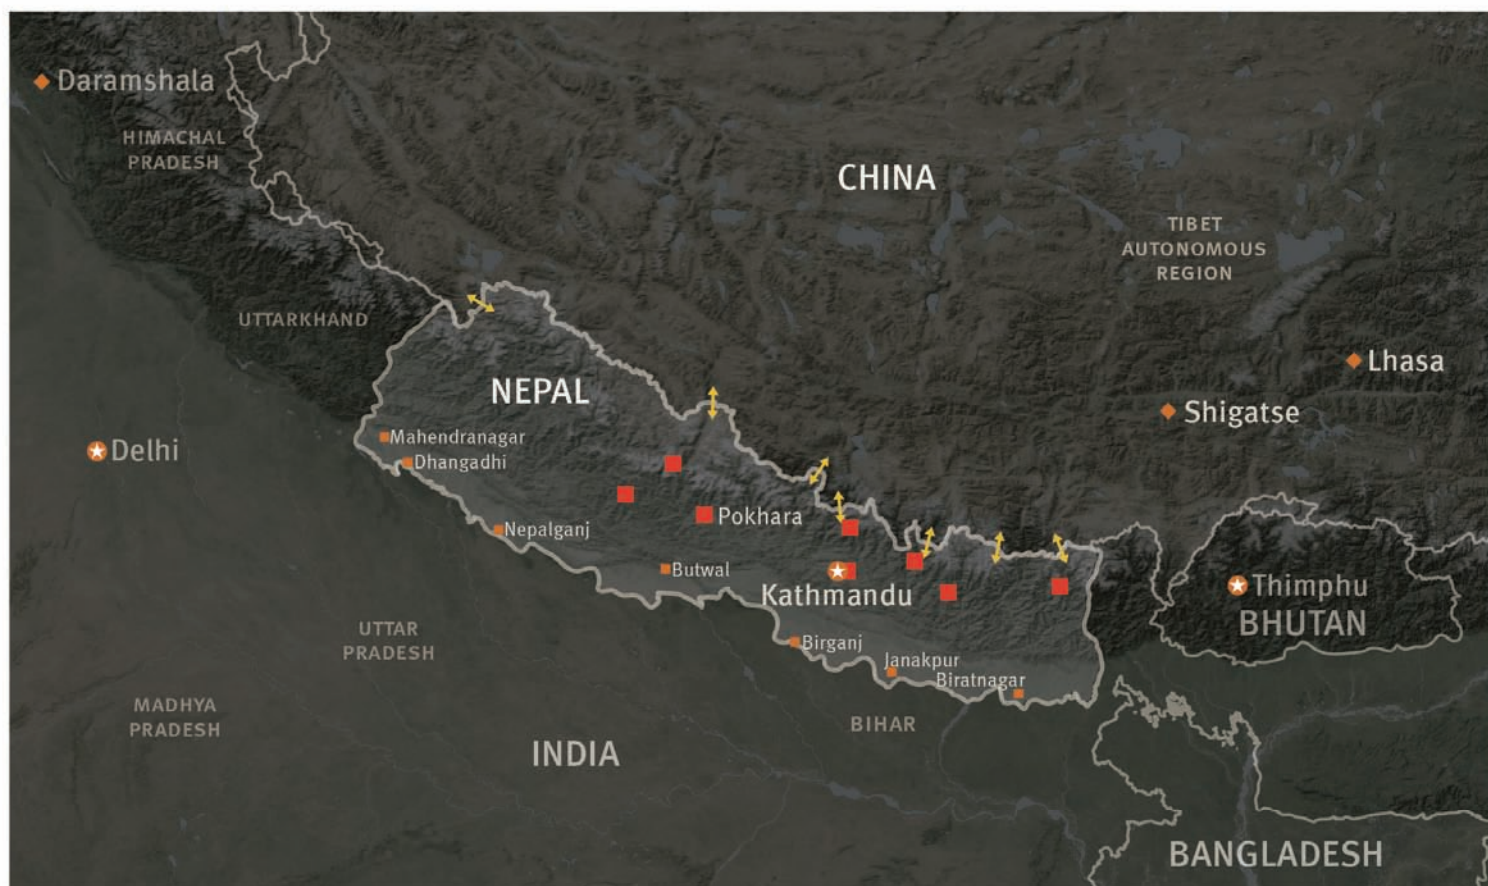 Daramshala
HIMACHAL
PRADESH
CHINA
TIBET
AUTONOMOUS
REGION
UTTARKHAND
Lhasa
NEPAL
Shigatse
Mahendranagar
Delhi
Dhangadhi
Pokhara
Nepalganj
Butwal
Kathmandu
Thimphu
BHUTAN
UTTAR
PRADESH
Birganj
Janakpur
Biratnagar
MADHYA
PRADESH
BIHAR
INDIA
BANGLADESH